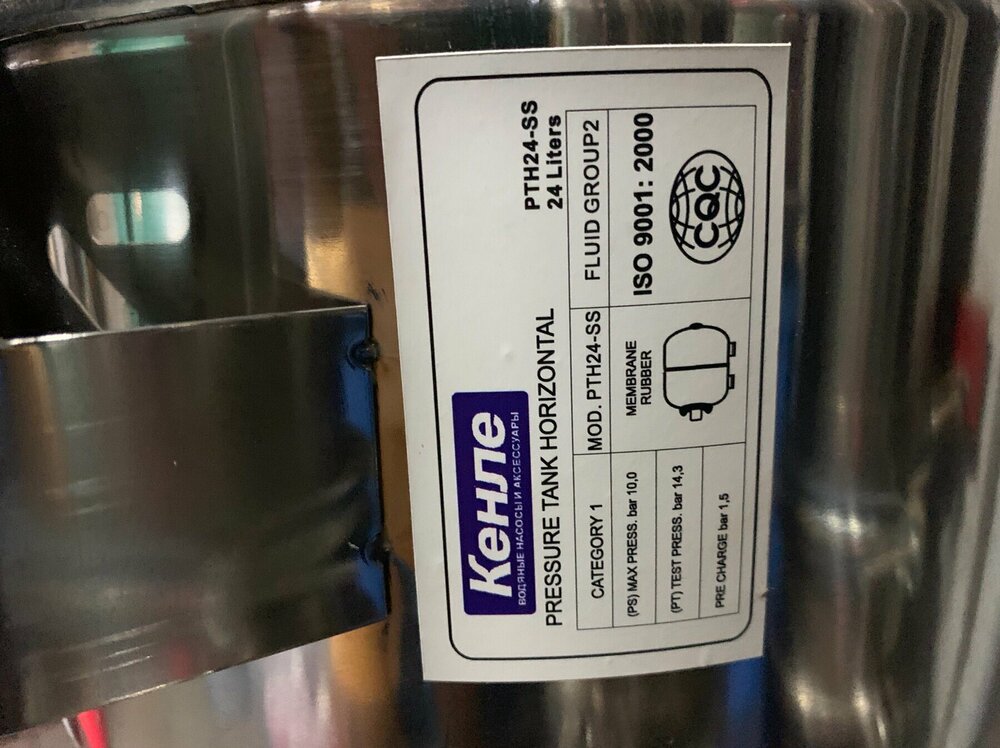 Кенле
ВОДЯНЫЕ НАСОСЫ И АКСЕССУАРЫ
PTH24-SS
24 Liters
PRESSURE TANK HORIZONTAL
CATEGORY 1
MOD. PTH24-SS
FLUID GROUP2
(PS) MAX PRESS. bar 10,0
(PT) TEST PRESS. bar 14,3
PRE CHARGE bar 1,5
MEMBRANE
RUBBER
ISO 9001: 2000
CQC